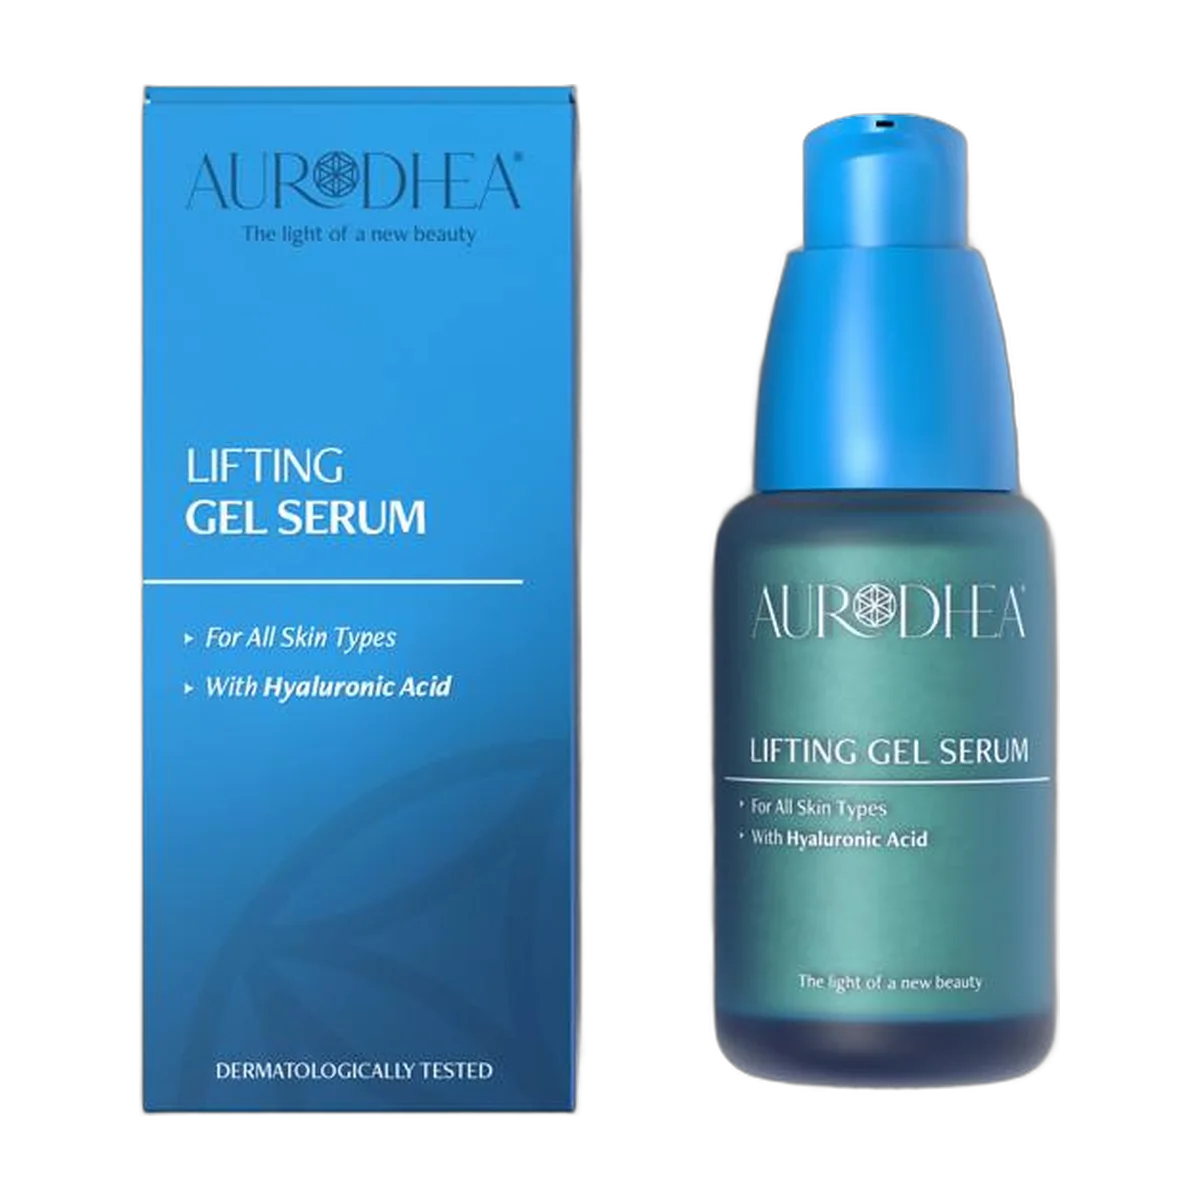 AURODHEA®
The light of a new beauty
LIFTING
GEL SERUM
▸ For All Skin Types
▸ With Hyaluronic Acid
DERMATOLOGICALLY TESTED
AURODHEA®
LIFTING GEL SERUM
▸ For All Skin Types
▸ With Hyaluronic Acid
The light of a new beauty